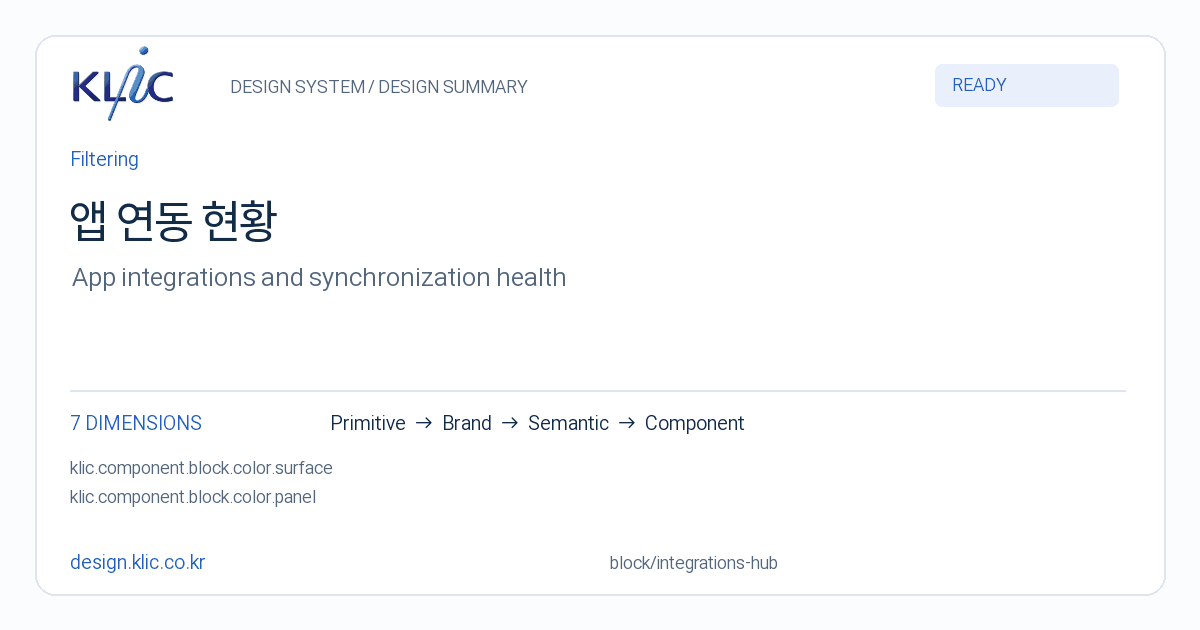 KLiC
DESIGN SYSTEM / DESIGN SUMMARY
READY
Filtering
앱 연동 현황
App integrations and synchronization health
7 DIMENSIONS
Primitive → Brand → Semantic → Component
klic.component.block.color.surface
klic.component.block.color.panel
design.klic.co.kr
block/integrations-hub